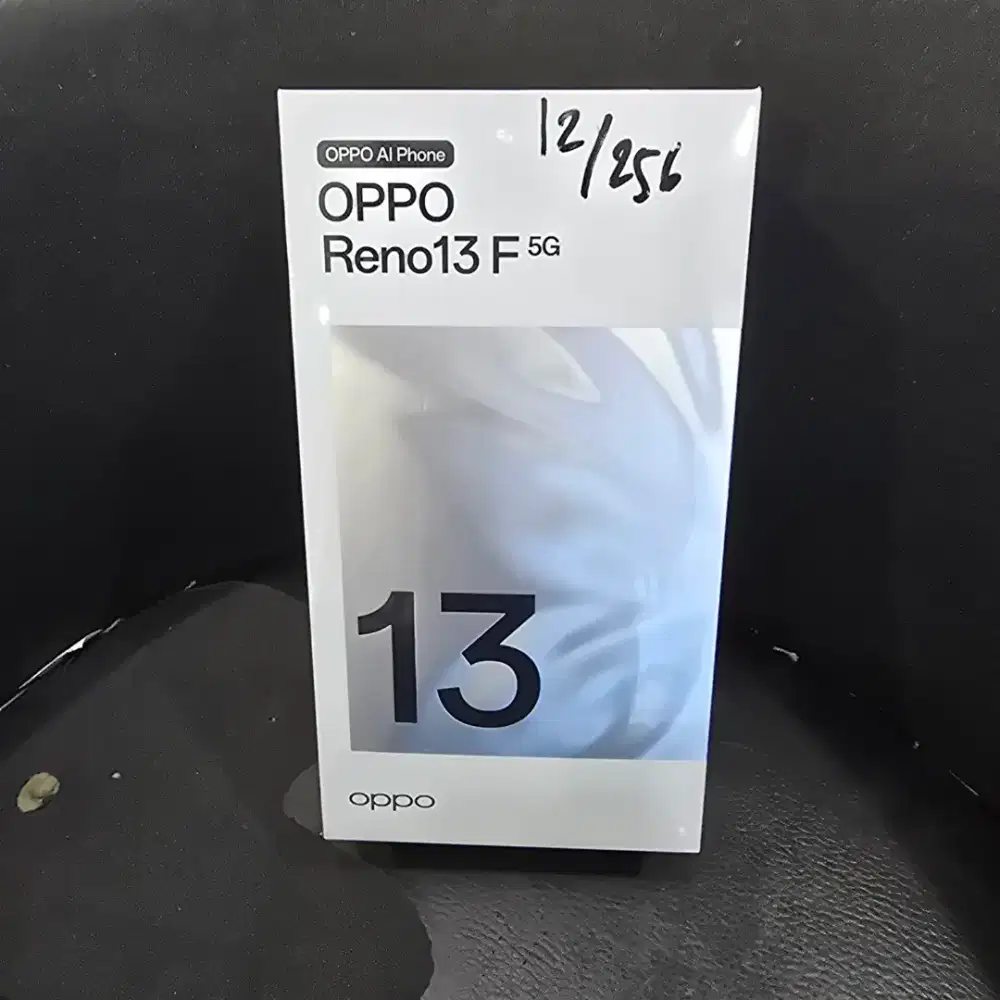 12/256
OPPO AI Phone
OPPO
Reno13 F 5G
13
oppo